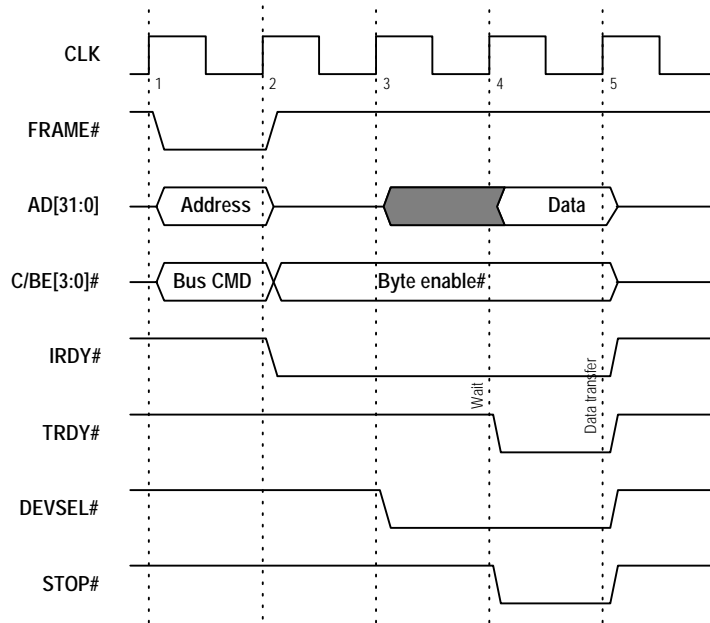 CLK
1 2 3 4 5
FRAME#
AD[31:0] Address Data
C/BE[3:0]# Bus CMD Byte enable#
IRDY#
Wait
Data transfer
TRDY#
DEVSEL#
STOP#